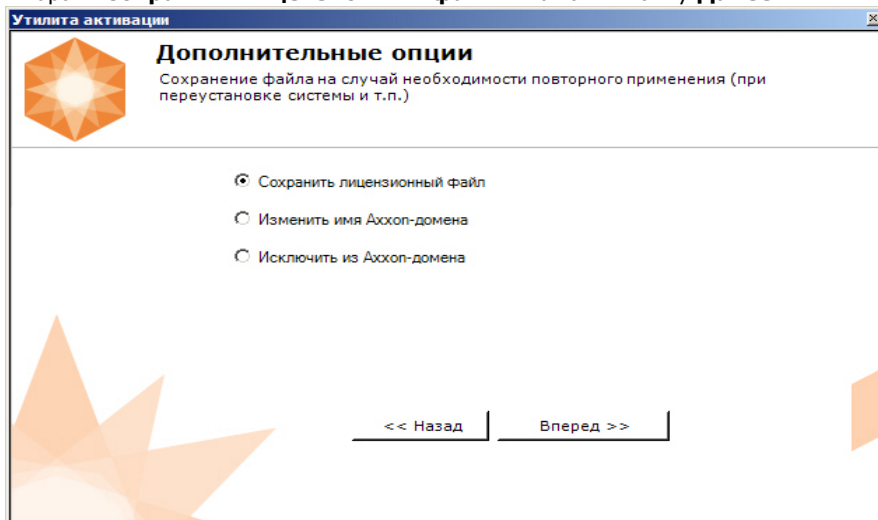 Утилита активации
Дополнительные опции
Сохранение файла на случай необходимости повторного применения (при
переустановке системы и т.п.)
Сохранить лицензионный файл
Изменить имя Axxon-домена
Исключить из Axxon-домена
<< Назад
Вперед >>